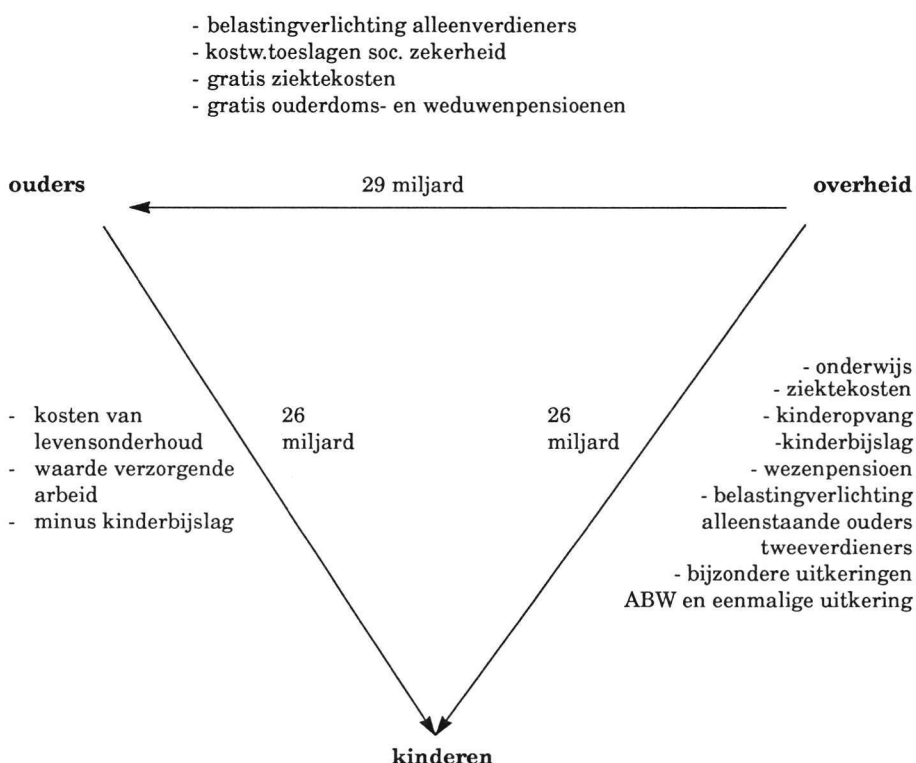 - belastingverlichting alleenverdieners
- kostw.toeslagen soc. zekerheid
- gratis ziektekosten
- gratis ouderdoms- en weduwenpensioenen
ouders
29 miljard
overheid
- kosten van
levensonderhoud
- waarde verzorgende
arbeid
- minus kinderbijslag
26
miljard
26
miljard
- onderwijs
- ziektekosten
- kinderopvang
-kinderbijslag
- wezenpensioen
- belastingverlichting
alleenstaande ouders
tweeverdieners
- bijzondere uitkeringen
ABW en eenmalige uitkering
kinderen